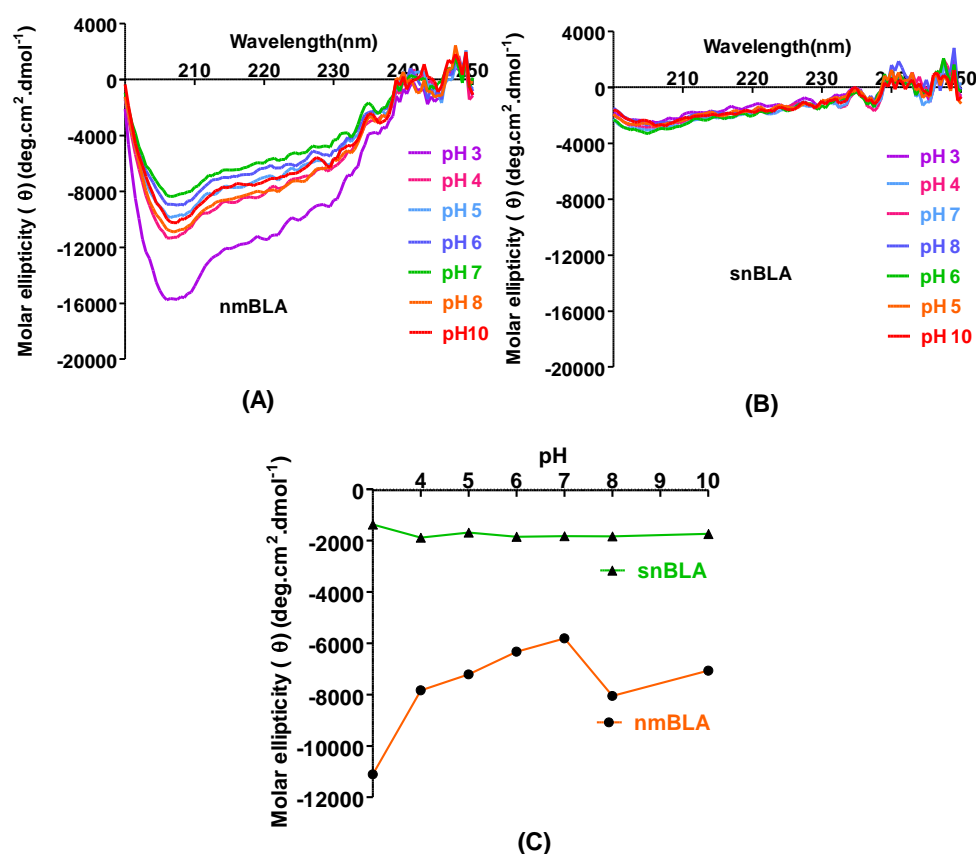 Wavelength(nm)
4000
0
-4000
-8000
-12000
-16000
-20000
210 220 230 240 250
Molar ellipticity ( θ) (deg.cm².dmol⁻¹)
pH 3
pH 4
pH 5
pH 6
pH 7
pH 8
pH10
nmBLA
(A)
Wavelength(nm)
4000
0
-4000
-8000
-12000
-16000
-20000
210 220 230 240 250
Molar ellipticity ( θ) (deg.cm².dmol⁻¹)
pH 3
pH 4
pH 7
pH 8
pH 6
pH 5
pH 10
snBLA
(B)
pH
4 5 6 7 8 9 10
0
-2000
-4000
-6000
-8000
-10000
-12000
Molar ellipticity ( θ) (deg.cm².dmol⁻¹)
snBLA
nmBLA
(C)